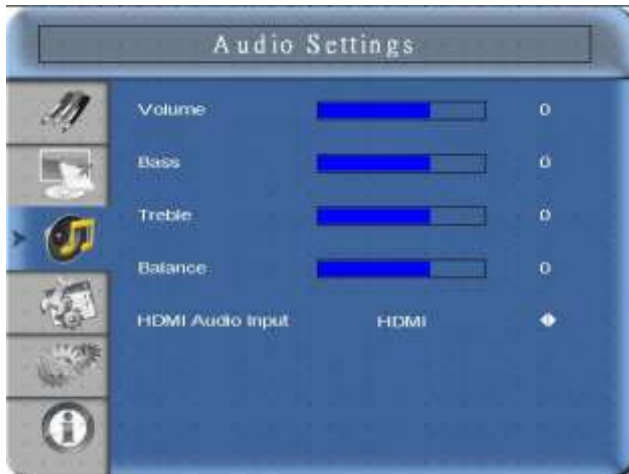 Audio Settings
Volume 0
Bass 0
Treble 0
Balance 0
HDMI Audio Input HDMI